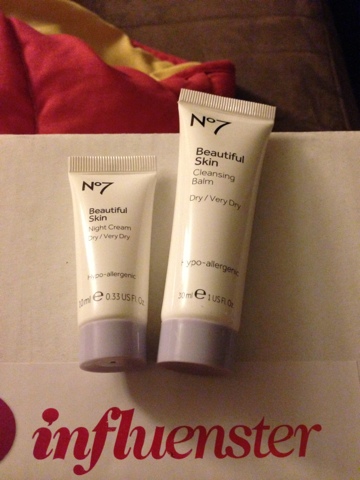 No7
Beautiful
Skin
Night Cream
Dry / Very Dry
Hypo-allergenic
10ml e 0.33 US Fl. Oz.
No7
Beautiful
Skin
Cleansing
Balm
Dry / Very Dry
Hypo-allergenic
30ml e 1 US Fl. Oz.
influenster